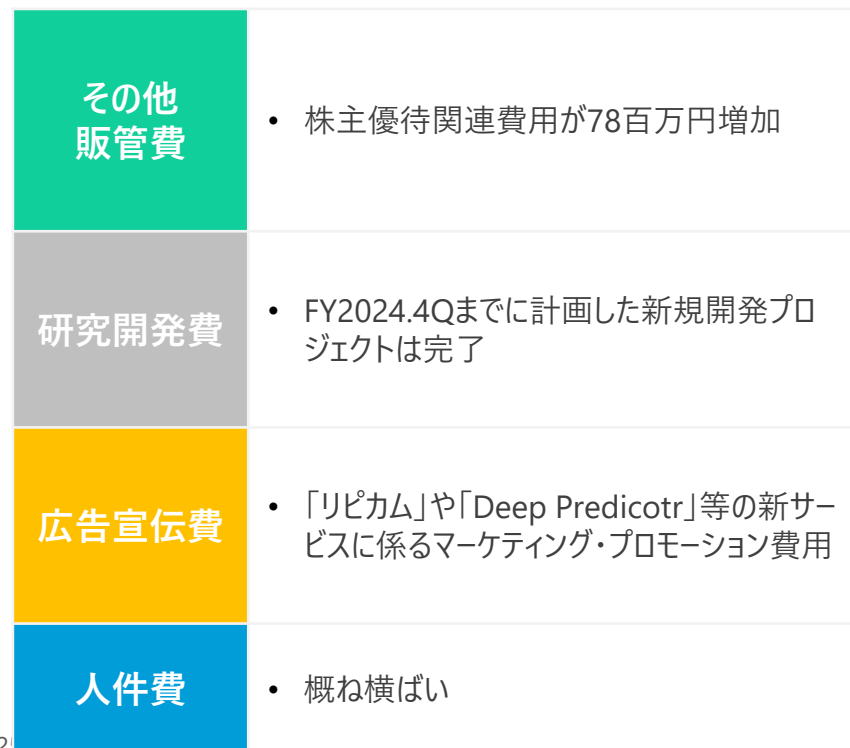 その他
販管費
• 株主優待関連費用が78百万円増加
研究開発費
• FY2024.4Qまでに計画した新規開発プロ
ジェクトは完了
広告宣伝費
• 「リピカム」や「Deep Predicotr」等の新サー
ビスに係るマーケティング・プロモーション費用
人件費
• 概ね横ばい